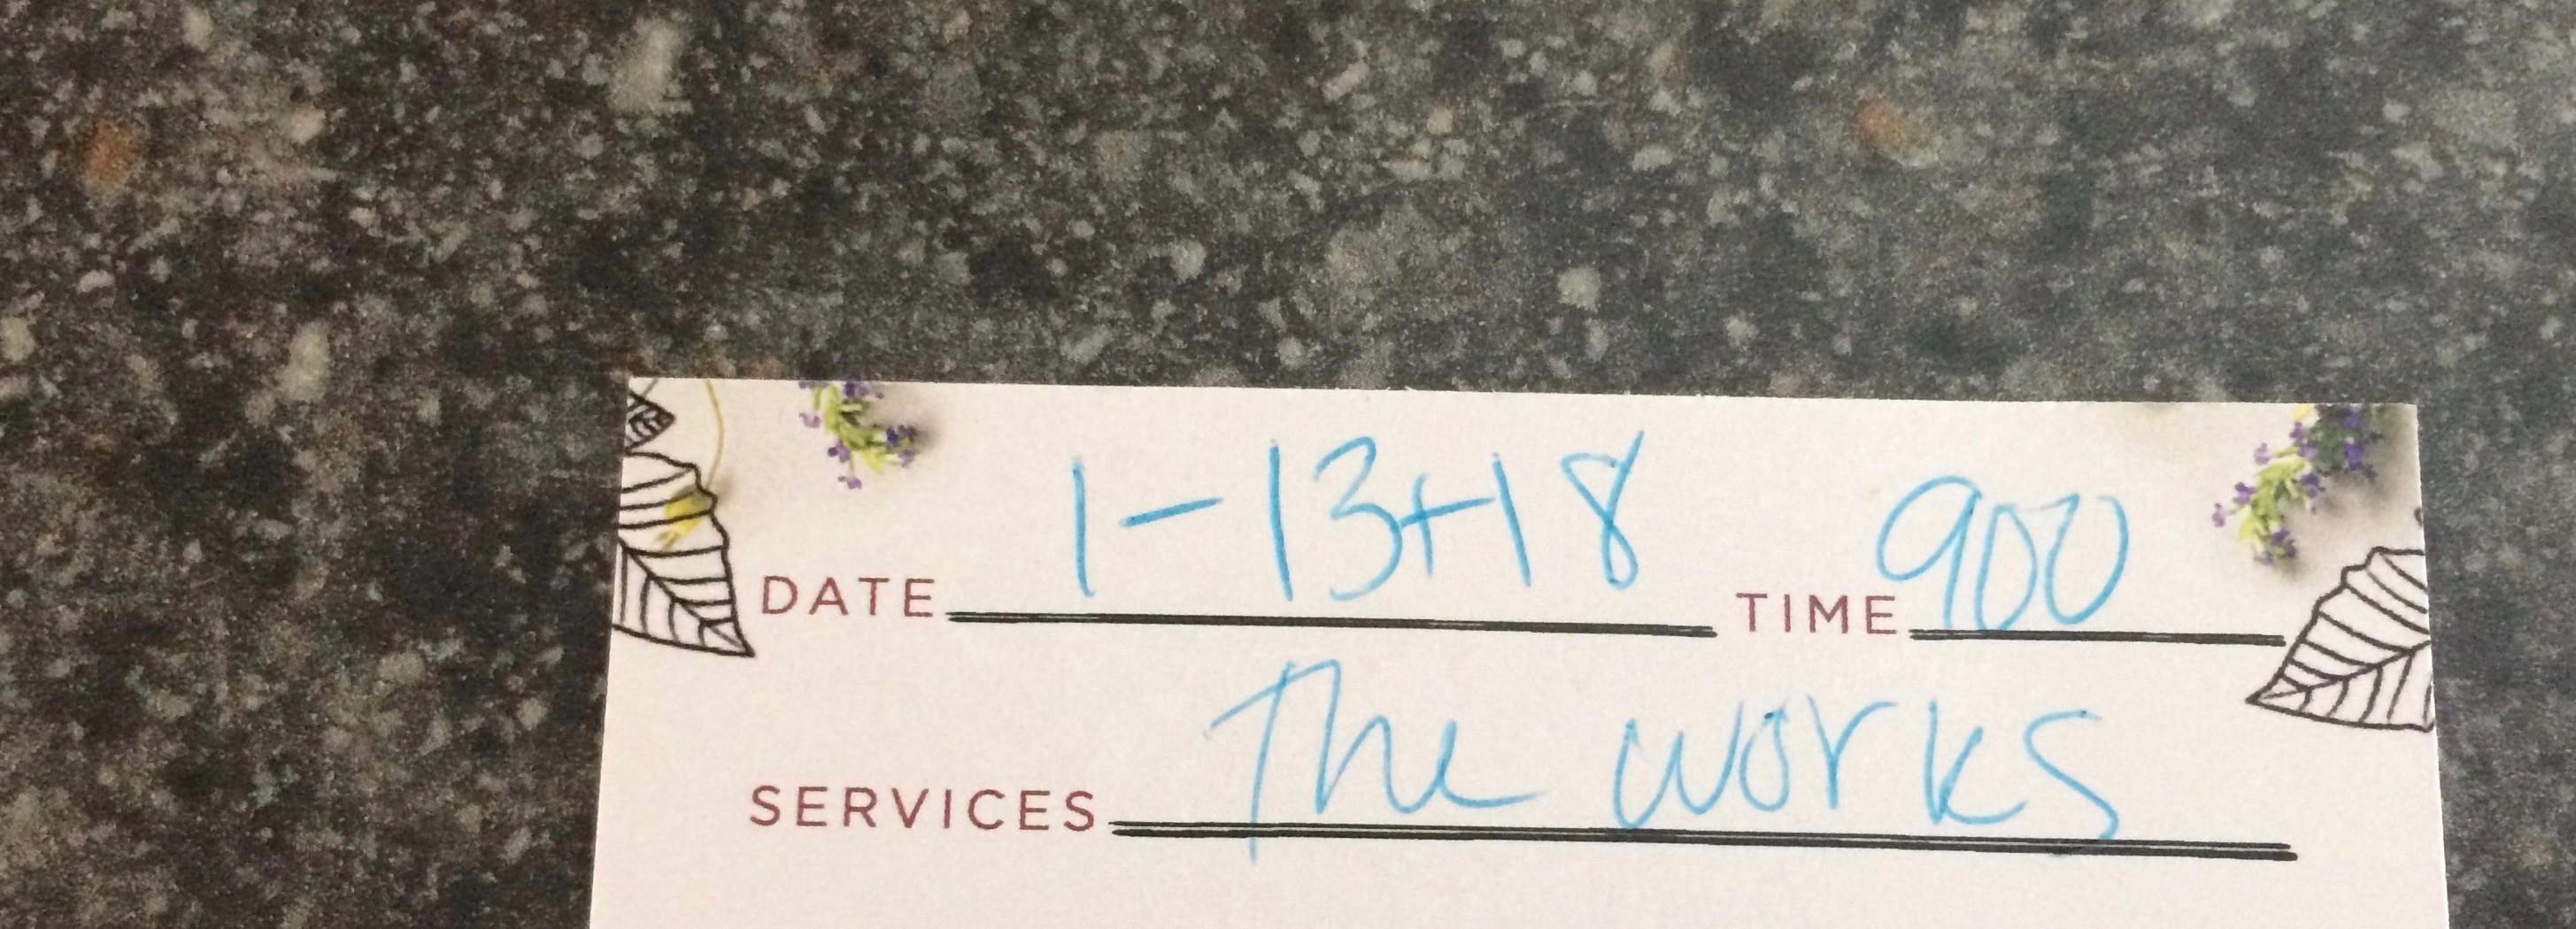 DATE 1-13+18 TIME 900
SERVICES The works